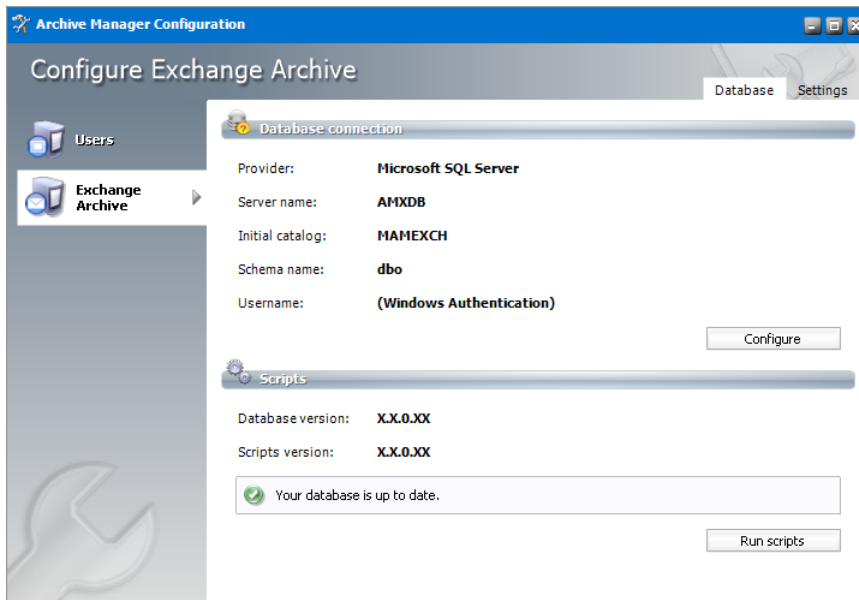 Archive Manager Configuration
Configure Exchange Archive
Database Settings
Users
Exchange
Archive
Database connection
Provider: Microsoft SQL Server
Server name: AMXDB
Initial catalog: MAMEXCH
Schema name: dbo
Username: (Windows Authentication)
Configure
Scripts
Database version: X.X.0.XX
Scripts version: X.X.0.XX
Your database is up to date.
Run scripts